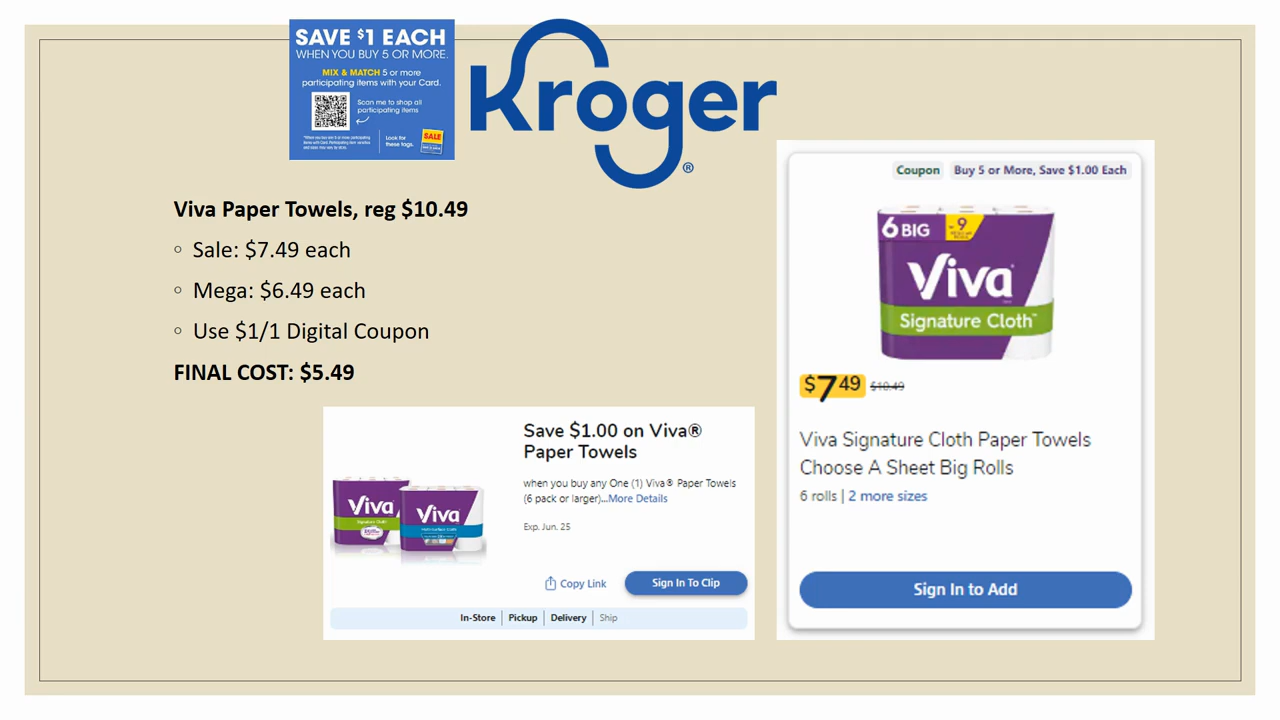 SAVE $1 EACH
WHEN YOU BUY 5 OR MORE.
MIX & MATCH 5 or more
participating items with your Card.
Scan me to shop all
participating items
Look for
these tags.
SALE
Kroger
®
Viva Paper Towels, reg $10.49
Sale: $7.49 each
Mega: $6.49 each
Use $1/1 Digital Coupon
FINAL COST: $5.49
Save $1.00 on Viva®
Paper Towels
when you buy any One (1) Viva® Paper Towels
(6 pack or larger)...More Details
Exp. Jun. 25
Viva
Signature Cloth
Viva
Copy Link
Sign In To Clip
In-Store | Pickup | Delivery | Ship
Coupon
Buy 5 or More, Save $1.00 Each
6 BIG
9
Viva
Signature Cloth™
$7.49 $10.49
Viva Signature Cloth Paper Towels
Choose A Sheet Big Rolls
6 rolls | 2 more sizes
Sign In to Add